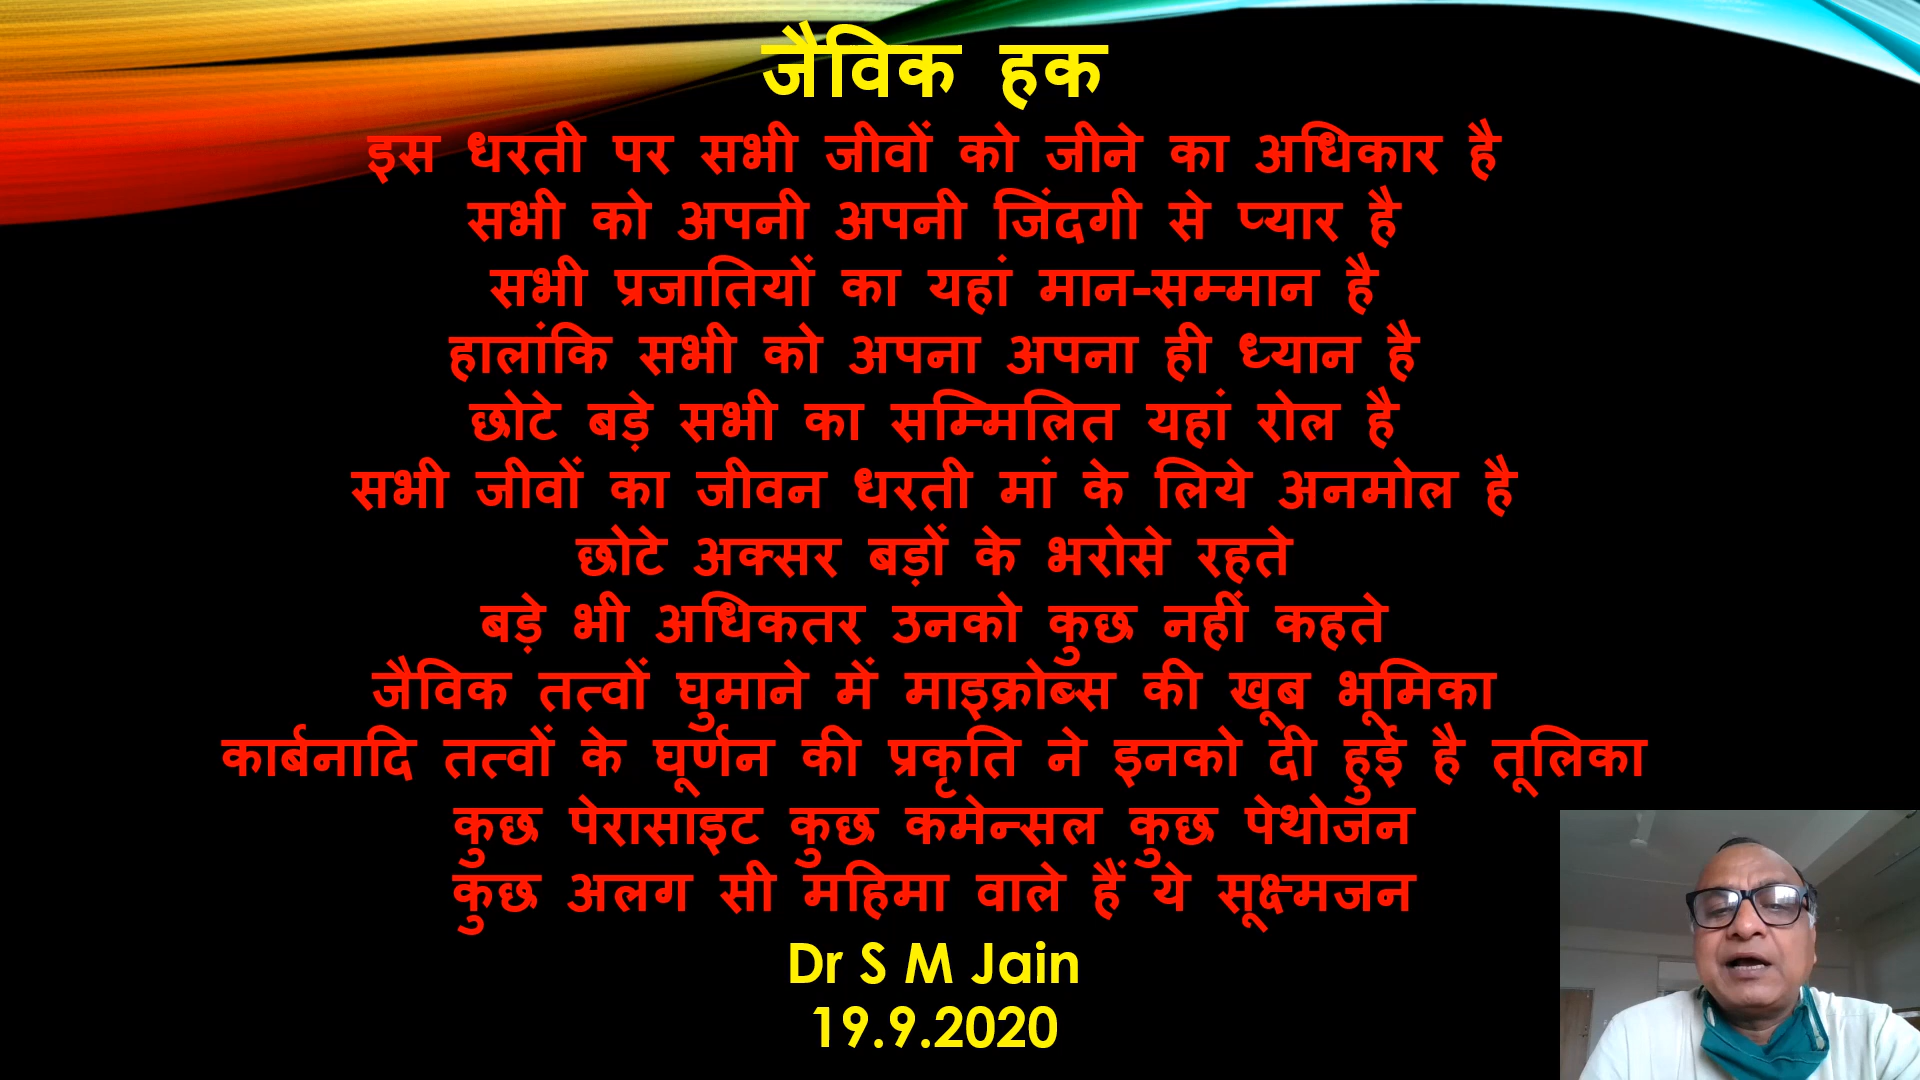 जैविक हक
इस धरती पर सभी जीवों को जीने का अधिकार है
सभी को अपनी अपनी जिंदगी से प्यार है
सभी प्रजातियों का यहां मान-सम्मान है
हालांकि सभी को अपना अपना ही ध्यान है
छोटे बड़े सभी का सम्मिलित यहां रोल है
सभी जीवों का जीवन धरती मां के लिये अनमोल है
छोटे अक्सर बड़ों के भरोसे रहते
बड़े भी अधिकतर उनको कुछ नहीं कहते
जैविक तत्वों घुमाने में माइक्रोब्स की खूब भूमिका
कार्बनादि तत्वों के घूर्णन की प्रकृति ने इनको दी हुई है तूलिका
कुछ पेरासाइट कुछ कमेन्सल कुछ पेथोजन
कुछ अलग सी महिमा वाले हैं ये सूक्ष्मजन
Dr S M Jain
19.9.2020